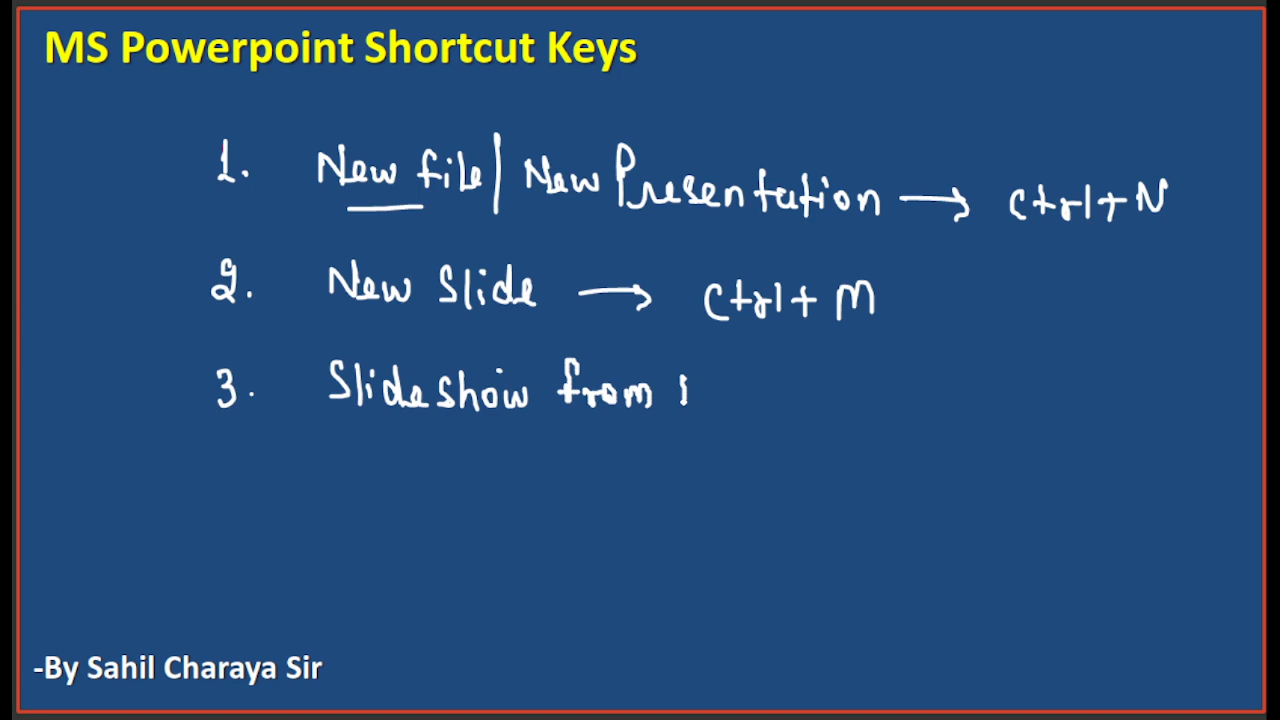 MS Powerpoint Shortcut Keys
1. New file | New Presentation → Ctrl+N
2. New Slide → Ctrl+M
3. Slideshow from
-By Sahil Charaya Sir